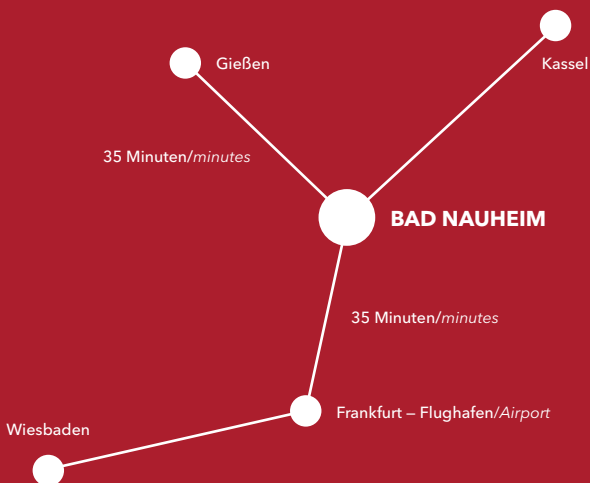 Gießen
Kassel
35 Minuten/minutes
BAD NAUHEIM
35 Minuten/minutes
Frankfurt – Flughafen/Airport
Wiesbaden